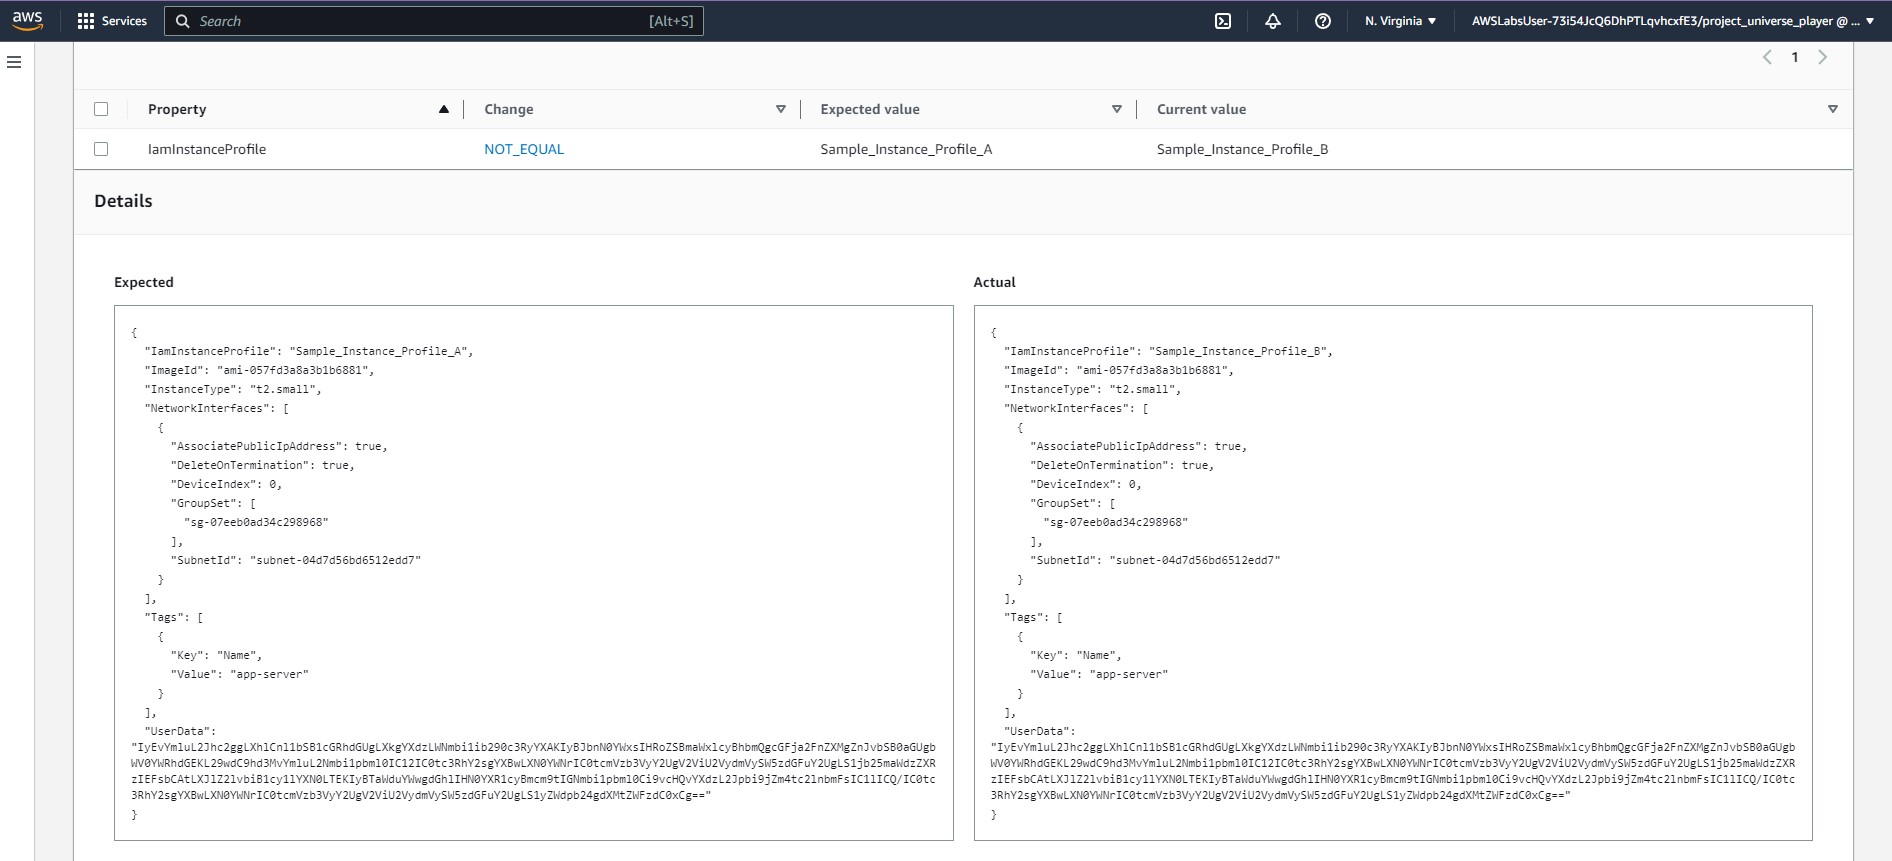 aws
Services
Search
[Alt+S]
N. Virginia
AWSLabsUser-73i54JcQ6DhPTLqvhcxfE3/project_universe_player @ ...
1
Property
Change
Expected value
Current value
IamInstanceProfile
NOT_EQUAL
Sample_Instance_Profile_A
Sample_Instance_Profile_B
Details
Expected
{
"IamInstanceProfile": "Sample_Instance_Profile_A",
"ImageId": "ami-057fd3a8a3b1b6881",
"InstanceType": "t2.small",
"NetworkInterfaces": [
{
"AssociatePublicIpAddress": true,
"DeleteOnTermination": true,
"DeviceIndex": 0,
"GroupSet": [
"sg-07eeb0ad34c298968"
],
"SubnetId": "subnet-04d7d56bd6512edd7"
}
],
"Tags": [
{
"Key": "Name",
"Value": "app-server"
}
],
"UserData":
}
Actual
{
"IamInstanceProfile": "Sample_Instance_Profile_B",
"ImageId": "ami-057fd3a8a3b1b6881",
"InstanceType": "t2.small",
"NetworkInterfaces": [
{
"AssociatePublicIpAddress": true,
"DeleteOnTermination": true,
"DeviceIndex": 0,
"GroupSet": [
"sg-07eeb0ad34c298968"
],
"SubnetId": "subnet-04d7d56bd6512edd7"
}
],
"Tags": [
{
"Key": "Name",
"Value": "app-server"
}
],
"UserData":
}